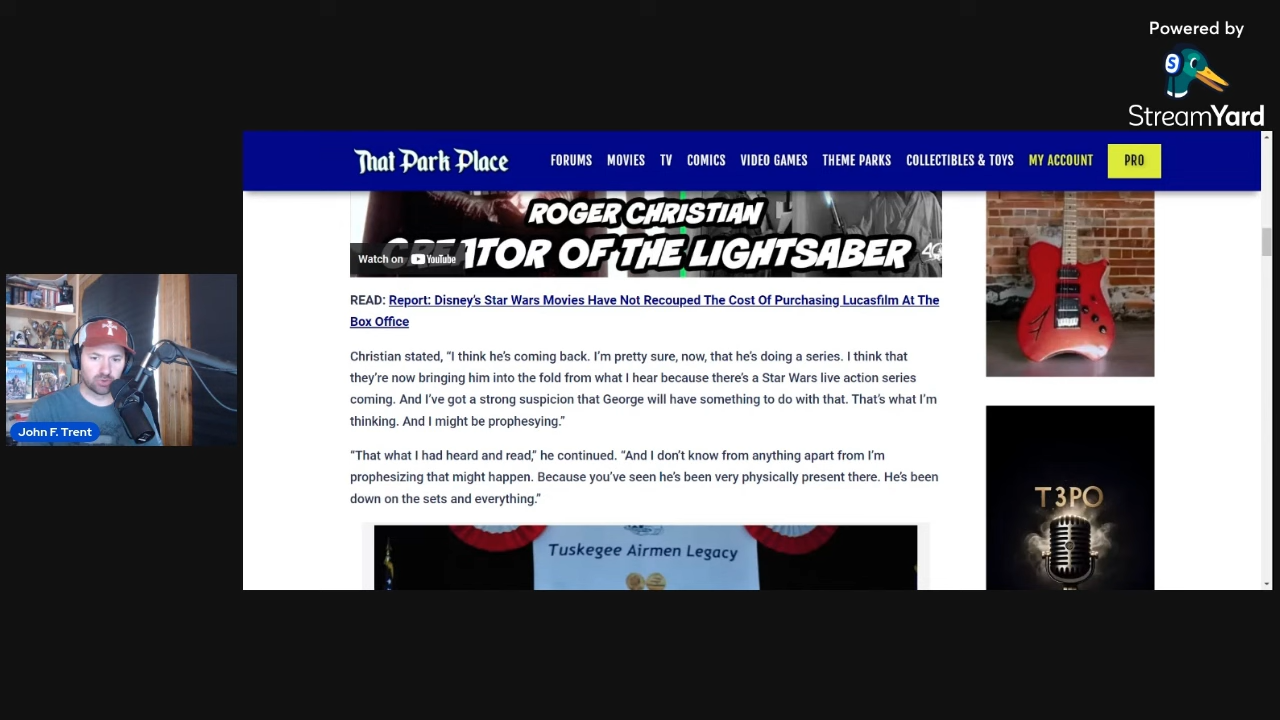 Powered by
StreamYard
That Park Place
FORUMS MOVIES TV COMICS VIDEO GAMES THEME PARKS COLLECTIBLES & TOYS MY ACCOUNT PRO
ROGER CHRISTIAN
CREATOR OF THE LIGHTSABER
Watch on YouTube
READ: Report: Disney's Star Wars Movies Have Not Recouped The Cost Of Purchasing Lucasfilm At The
Box Office
Christian stated, “I think he's coming back. I'm pretty sure, now, that he's doing a series. I think that
they're now bringing him into the fold from what I hear because there's a Star Wars live action series
coming. And I've got a strong suspicion that George will have something to do with that. That's what I'm
thinking. And I might be prophesying.”
“That what I had heard and read,” he continued. “And I don't know from anything apart from I'm
prophesizing that might happen. Because you've seen he's been very physically present there. He's been
down on the sets and everything.”
Tuskegee Airmen Legacy
T3PO
John F. Trent